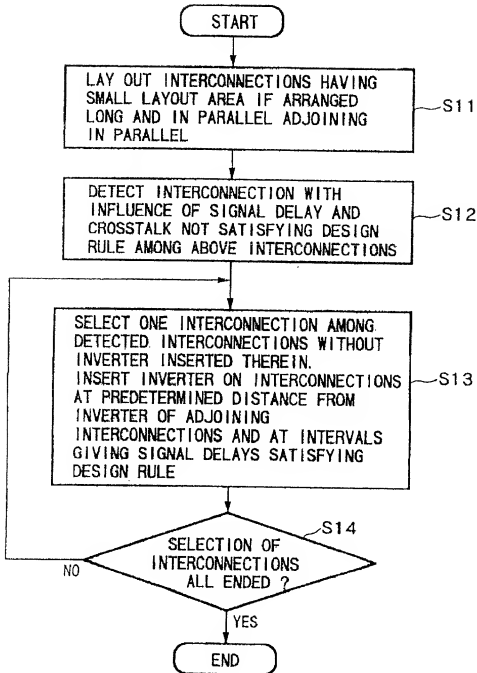 START
LAY OUT INTERCONNECTIONS HAVING
SMALL LAYOUT AREA IF ARRANGED
LONG AND IN PARALLEL ADJOINING
IN PARALLEL
S11
DETECT INTERCONNECTION WITH
INFLUENCE OF SIGNAL DELAY AND
CROSSTALK NOT SATISFYING DESIGN
RULE AMONG ABOVE INTERCONNECTIONS
S12
SELECT ONE INTERCONNECTION AMONG
DETECTED INTERCONNECTIONS WITHOUT
INVERTER INSERTED THEREIN.
INSERT INVERTER ON INTERCONNECTIONS
AT PREDETERMINED DISTANCE FROM
INVERTER OF ADJOINING
INTERCONNECTIONS AND AT INTERVALS
GIVING SIGNAL DELAYS SATISFYING
DESIGN RULE
S13
S14
SELECTION OF
INTERCONNECTIONS
ALL ENDED ?
NO
YES
END